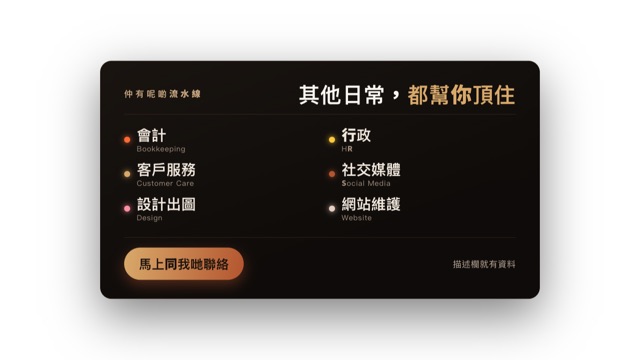 仲有呢啲流水線
其他日常，都幫你頂住
會計
Bookkeeping
行政
HR
客戶服務
Customer Care
社交媒體
Social Media
設計出圖
Design
網站維護
Website
馬上同我哋聯絡
描述欄就有資料